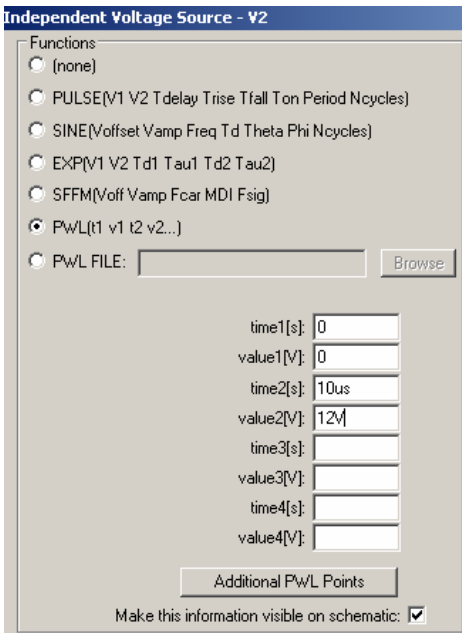 Independent Voltage Source - V2
Functions
(none)
PULSE(V1 V2 Tdelay Trise Tfall Ton Period Ncycles)
SINE(Voffset Vamp Freq Td Theta Phi Ncycles)
EXP(V1 V2 Td1 Tau1 Td2 Tau2)
SFFM(Voff Vamp Fcar MDI Fsig)
PWL(t1 v1 t2 v2...)
PWL FILE: Browse
time1[s]: 0
value1[V]: 0
time2[s]: 10us
value2[V]: 12V
time3[s]:
value3[V]:
time4[s]:
value4[V]:
Additional PWL Points
Make this information visible on schematic: